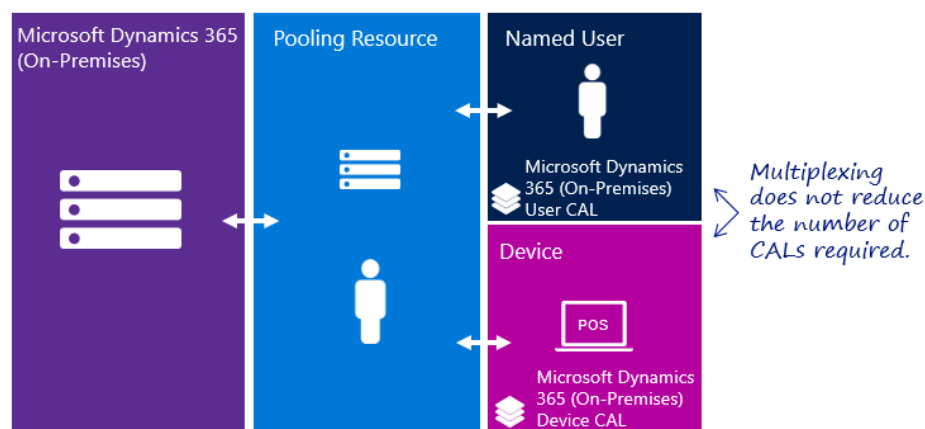 Microsoft Dynamics 365
(On-Premises)
Pooling Resource
Named User
Microsoft Dynamics
365 (On-Premises)
User CAL
Device
POS
Microsoft Dynamics
365 (On-Premises)
Device CAL
Multiplexing
does not reduce
the number of
CALs required.